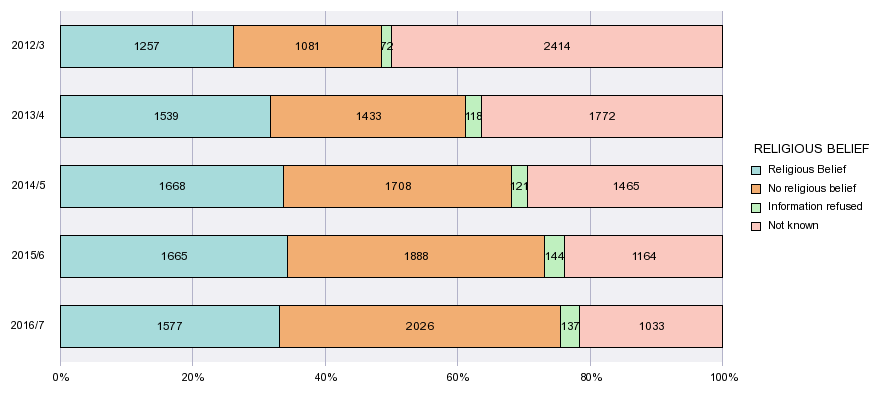 2012/3 1257 1081 72 2414
2013/4 1539 1433 118 1772
2014/5 1668 1708 121 1465
2015/6 1665 1888 144 1164
2016/7 1577 2026 137 1033
0% 20% 40% 60% 80% 100%
RELIGIOUS BELIEF
Religious Belief
No religious belief
Information refused
Not known